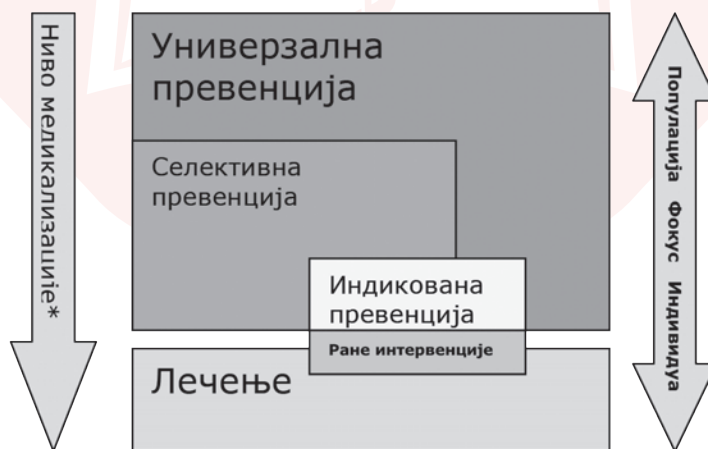 Ниво медикализације*
Универзална
превенција
Селективна
превенција
Индикована
превенција
Ране интервенције
Лечење
Популација Фокус Индивидуа